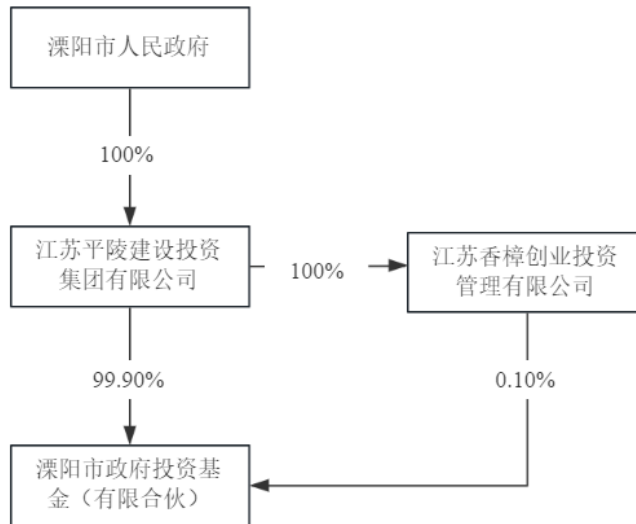 溧阳市人民政府
100%
江苏平陵建设投资
集团有限公司
100%
江苏香樟创业投资
管理有限公司
99.90%
0.10%
溧阳市政府投资基
金（有限合伙）